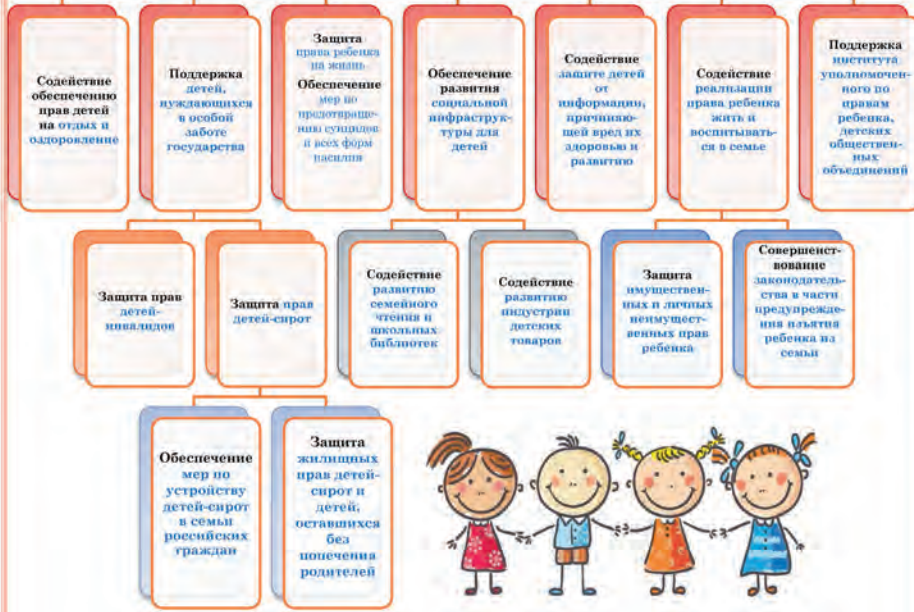 Содействие
обеспечению
прав детей
на отдых и
оздоровление
Поддержка
детей,
нуждающихся
в особой
заботе
государства
Защита
права ребенка
на жизнь
Обеспечение
мер по
предотвраще-
нию суицидов
и всех форм
насилия
Обеспечение
развития
социальной
инфраструк-
туры для
детей
Содействие
защите детей
от
информации,
причиняю-
щей вред их
здоровью и
развитию
Содействие
реализации
права ребенка
жить и
воспитывать-
ся в семье
Поддержка
института
уполномочен-
ного по
правам
ребенка,
детских
обществен-
ных
объединений
Защита прав
детей-
инвалидов
Защита прав
детей-сирот
Содействие
развитию
семейного
чтения и
школьных
библиотек
Содействие
развитию
индустрии
детских
товаров
Защита
имуществен-
ных и личных
неимущест-
венных прав
ребенка
Совершенст-
вование
законодатель-
ства в части
предупрежде-
ния изъятия
ребенка из
семьи
Обеспечение
мер по
устройству
детей-сирот
в семьи
российских
граждан
Защита
жилищных
прав детей-
сирот и
детей,
оставшихся
без
попечения
родителей